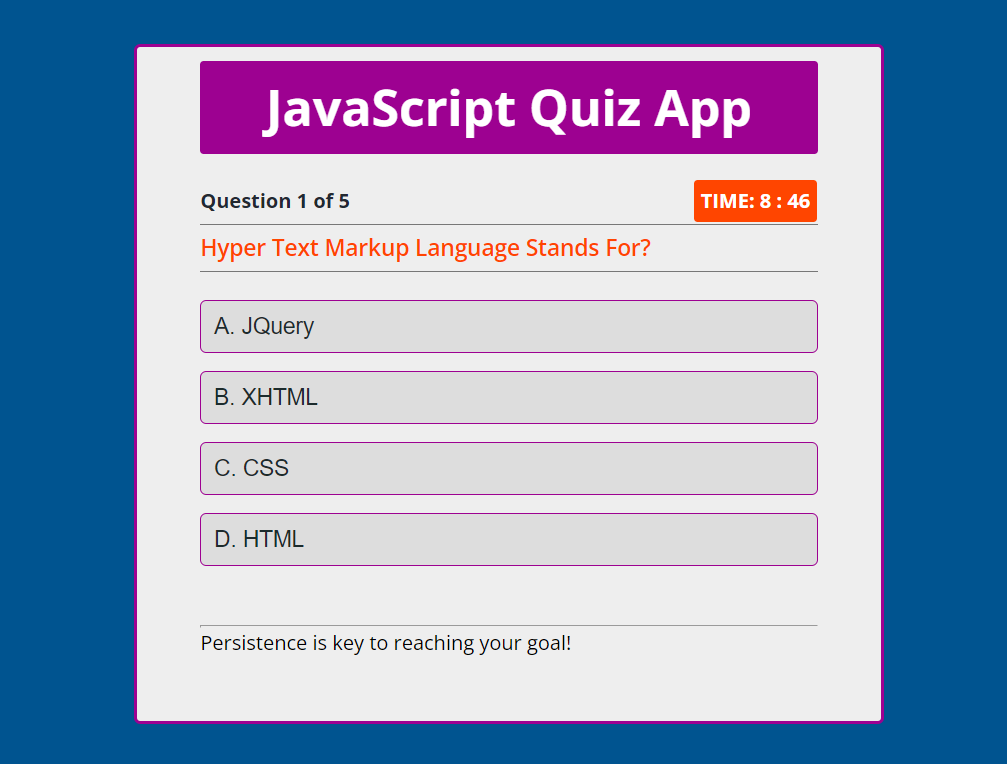 JavaScript Quiz App
Question 1 of 5
TIME: 8 : 46
Hyper Text Markup Language Stands For?
A. JQuery
B. XHTML
C. CSS
D. HTML
Persistence is key to reaching your goal!